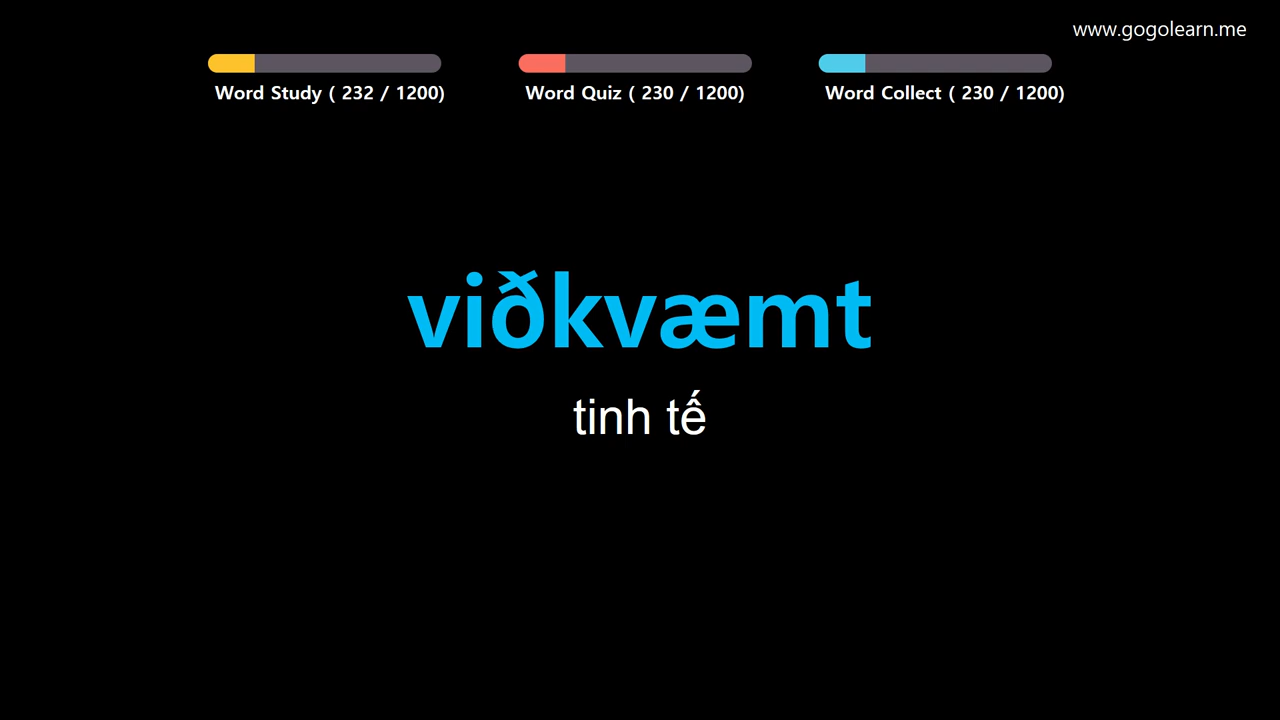 www.gogolearn.me
Word Study ( 232 / 1200)
Word Quiz ( 230 / 1200)
Word Collect ( 230 / 1200)
viðkvæmt
tinh tế